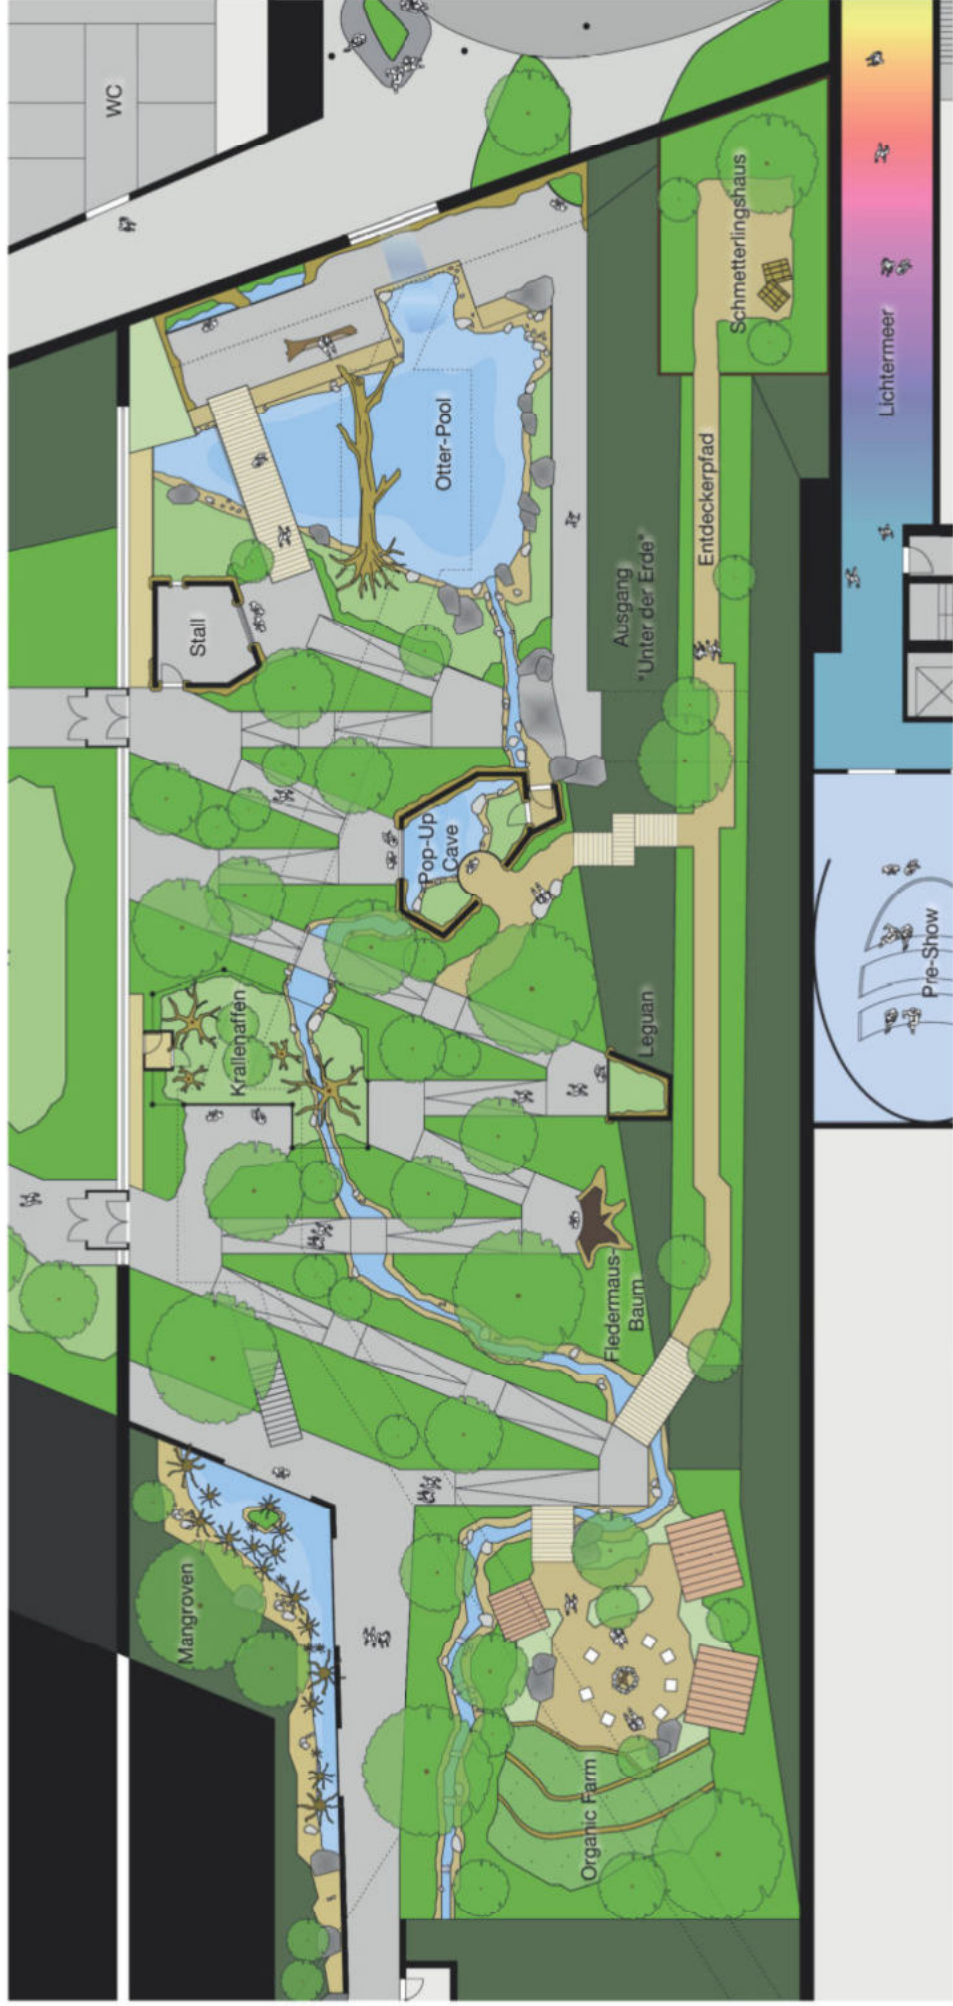 WC
Schmetterlingshaus
Lichtermeer
Otter-Pool
Entdeckerpfad
Ausgang
"Unter der Erde"
Stall
Pop-Up
Cave
Pre-Show
Leguan
Krallenaffen
Fledermaus-
Baum
Mangroven
Organic Farm